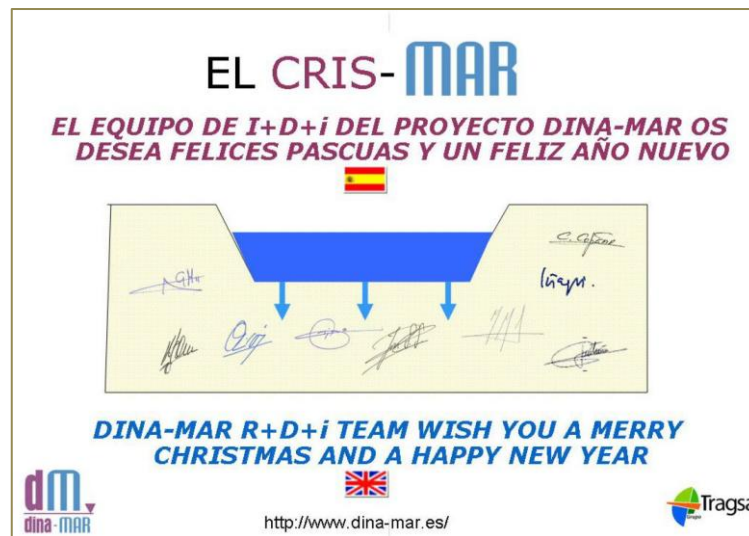 EL CRIS-MAR
EL EQUIPO DE I+D+i DEL PROYECTO DINA-MAR OS
DESEA FELICES PASCUAS Y UN FELIZ AÑO NUEVO
DINA-MAR R+D+i TEAM WISH YOU A MERRY
CHRISTMAS AND A HAPPY NEW YEAR
dm
dina-MAR
http://www.dina-mar.es/
Tragsa